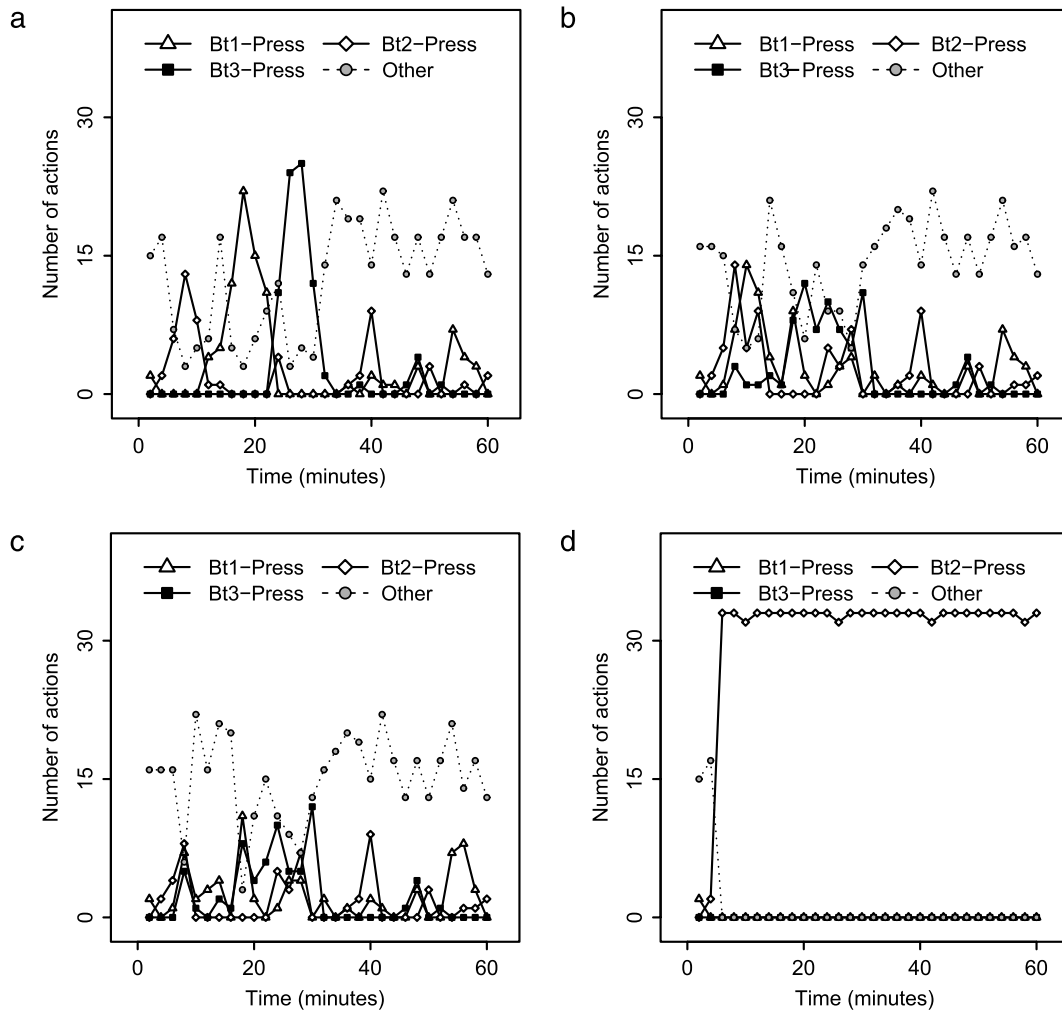 a
Bt1−Press Bt2−Press
Bt3−Press Other
Number of actions
30
15
0
0 20 40 60
Time (minutes)
b
Bt1−Press Bt2−Press
Bt3−Press Other
Number of actions
30
15
0
0 20 40 60
Time (minutes)
c
Bt1−Press Bt2−Press
Bt3−Press Other
Number of actions
30
15
0
0 20 40 60
Time (minutes)
d
Bt1−Press Bt2−Press
Bt3−Press Other
Number of actions
30
15
0
0 20 40 60
Time (minutes)